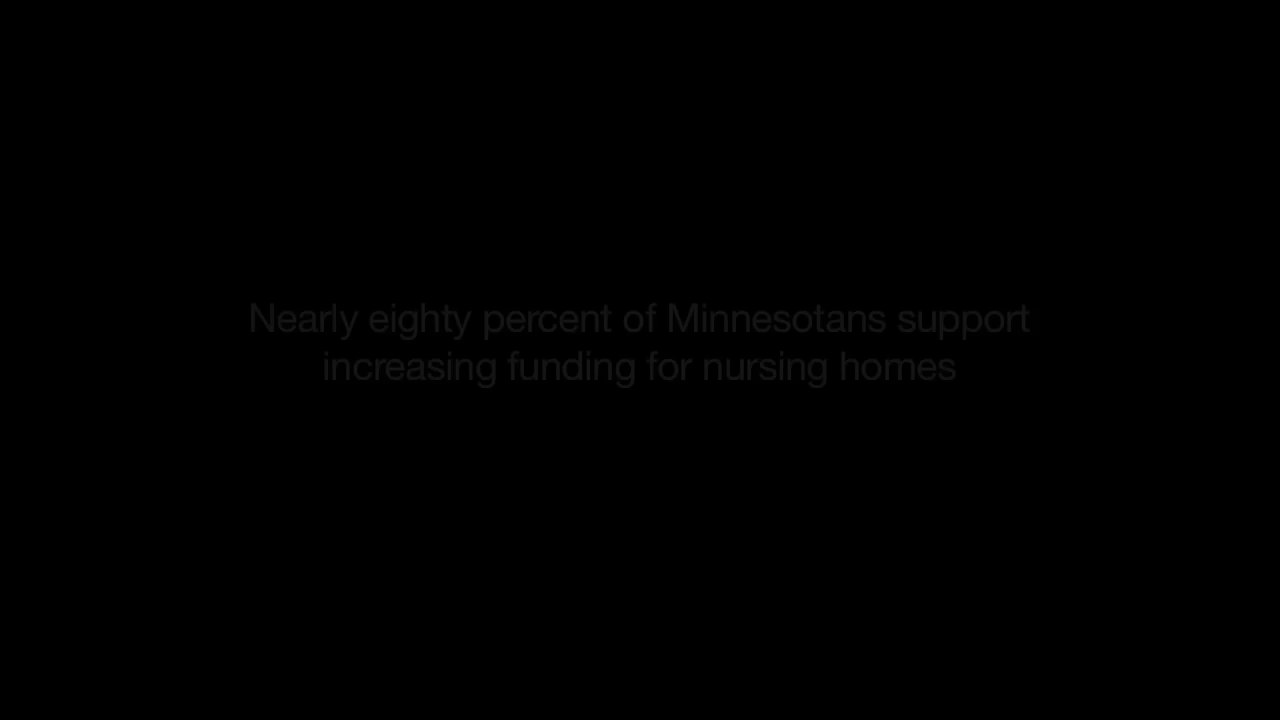 Nearly eighty percent of Minnesotans support
increasing funding for nursing homes